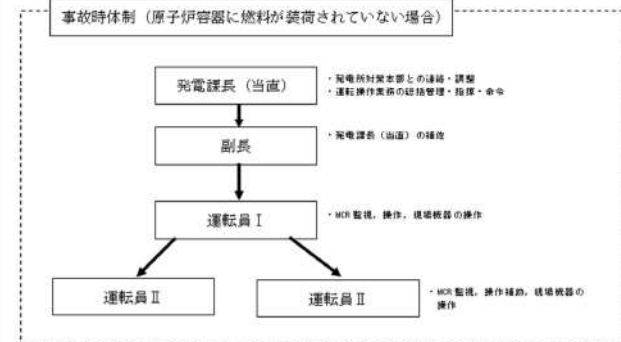 事故時体制（原子炉容器に燃料が装荷されていない場合）
発電課長（当直）
・発電所対策本部との連絡・調整
・運転操作業務の総括管理・指揮・命令
副長
・発電課長（当直）の補佐
運転員Ⅰ
・MCR監視，操作，現場機器の操作
運転員Ⅱ
運転員Ⅱ
・MCR監視，操作補助，現場機器の
操作